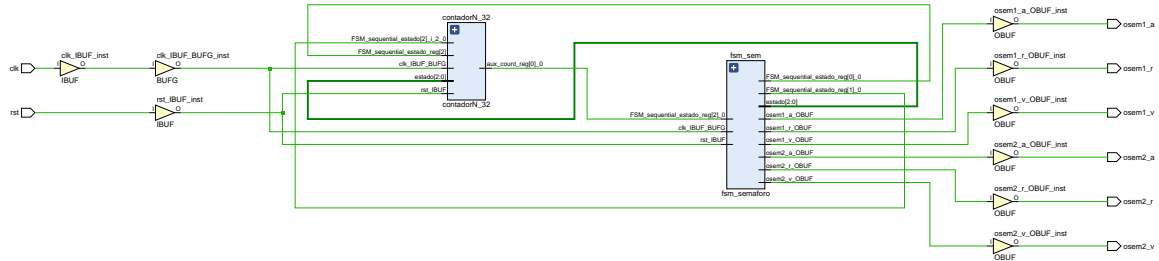 contadorN_32
FSM_sequential_estado[2]_i_2_0
FSM_sequential_estado_reg[2]
clk_IBUF_BUFG
estado[2:0]
rst_IBUF
aux_count_reg[0]_0
contadorN_32
clk
clk_IBUF_inst
I
O
IBUF
clk_IBUF_BUFG_inst
I
O
BUFG
rst
rst_IBUF_inst
I
O
IBUF
fsm_sem
FSM_sequential_estado_reg[2]_0
clk_IBUF_BUFG
rst_IBUF
FSM_sequential_estado_reg[0]_0
FSM_sequential_estado_reg[1]_0
estado[2:0]
osem1_a_OBUF
osem1_r_OBUF
osem1_v_OBUF
osem2_a_OBUF
osem2_r_OBUF
osem2_v_OBUF
fsm_semaforo
osem1_a_OBUF_inst
I
O
OBUF
osem1_a
osem1_r_OBUF_inst
I
O
OBUF
osem1_r
osem1_v_OBUF_inst
I
O
OBUF
osem1_v
osem2_a_OBUF_inst
I
O
OBUF
osem2_a
osem2_r_OBUF_inst
I
O
OBUF
osem2_r
osem2_v_OBUF_inst
I
O
OBUF
osem2_v